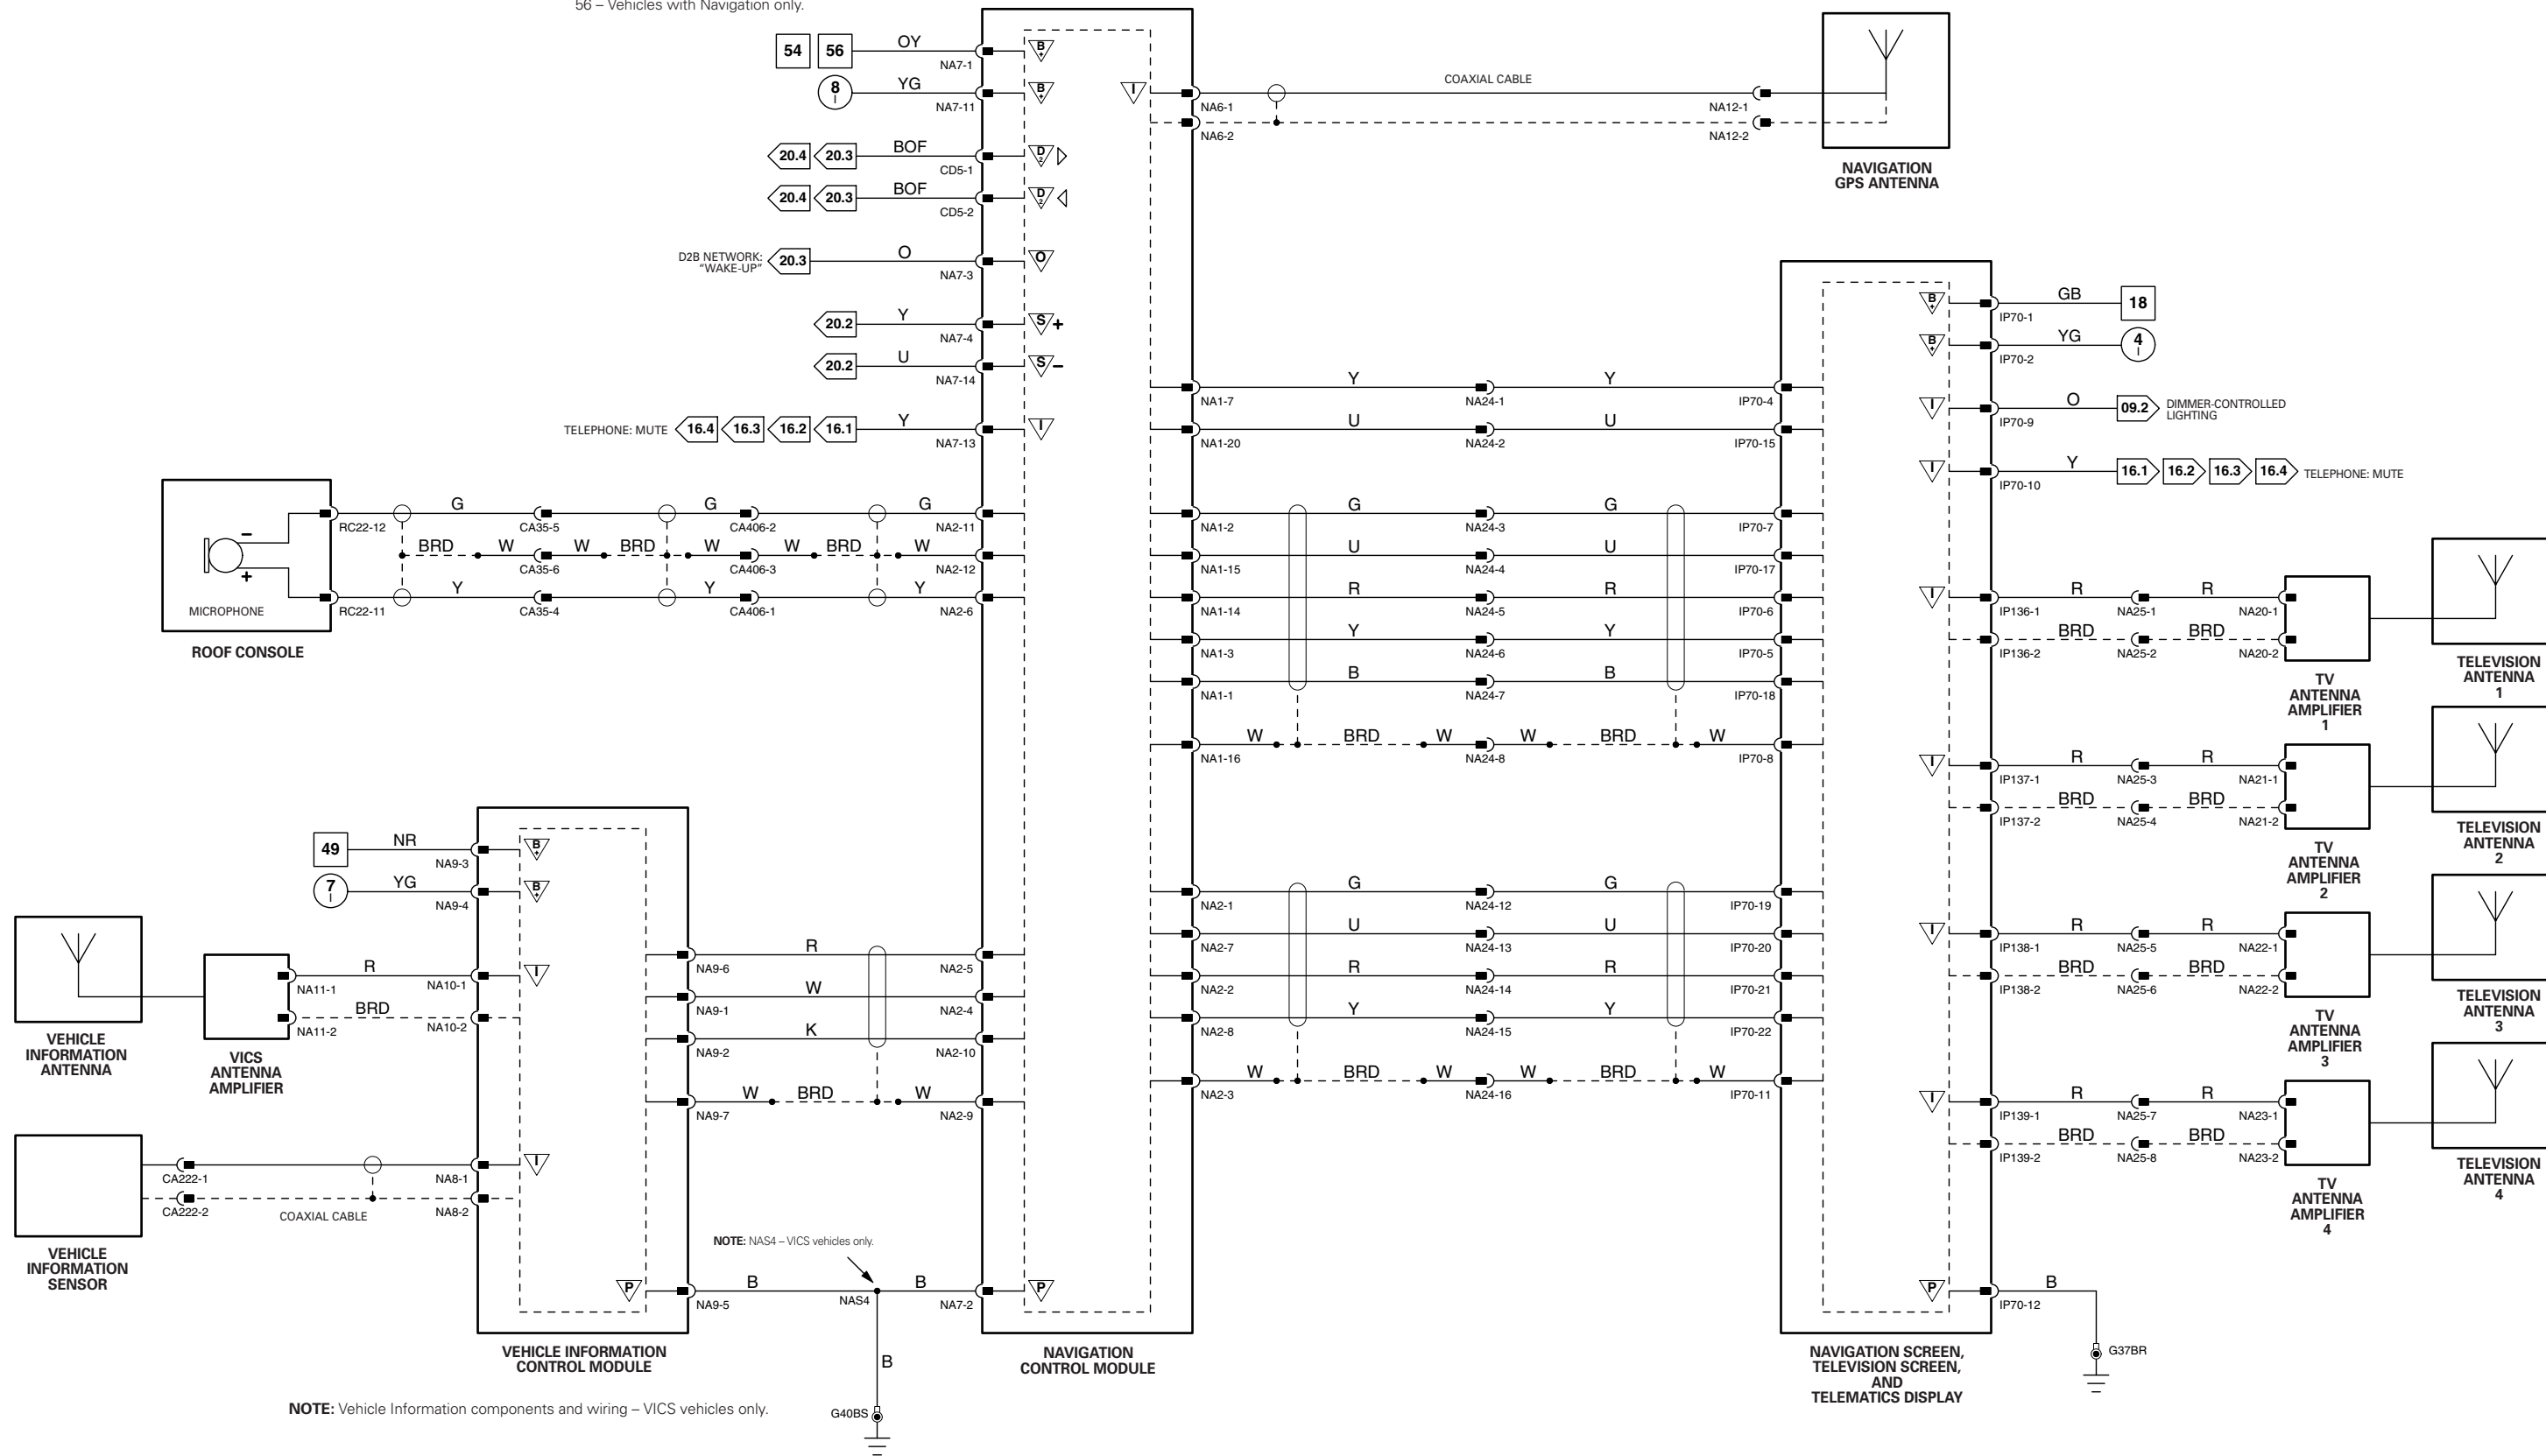 56 – Vehicles with Navigation only.
54 56 OY NA7-1 B+
8 I YG NA7-11 B+
20.4 20.3 BOF CD5-1 D2
20.4 20.3 BOF CD5-2 D2
D2B NETWORK:
"WAKE-UP" 20.3 O NA7-3 O
20.2 Y NA7-4 S +
20.2 U NA7-14 S –
TELEPHONE: MUTE 16.4 16.3 16.2 16.1 Y NA7-13 I
I NA6-1 COAXIAL CABLE NA12-1
NA6-2 NA12-2
NAVIGATION
GPS ANTENNA
RC22-12 G CA35-5 G CA406-2 G NA2-11
BRD W CA35-6 W BRD W CA406-3 W BRD W NA2-12
RC22-11 Y CA35-4 Y CA406-1 Y NA2-6
– +
MICROPHONE
ROOF CONSOLE
NA1-7 Y NA24-1 Y IP70-4
NA1-20 U NA24-2 U IP70-15
NA1-2 G NA24-3 G IP70-7
NA1-15 U NA24-4 U IP70-17
NA1-14 R NA24-5 R IP70-6
NA1-3 Y NA24-6 Y IP70-5
NA1-1 B NA24-7 B IP70-18
NA1-16 W BRD W NA24-8 W BRD W IP70-8
NA2-1 G NA24-12 G IP70-19
NA2-7 U NA24-13 U IP70-20
NA2-2 R NA24-14 R IP70-21
NA2-8 Y NA24-15 Y IP70-22
NA2-3 W BRD W NA24-16 W BRD W IP70-11
B+ IP70-1 GB 18
B+ IP70-2 YG 4 I
I IP70-9 O 09.2 DIMMER-CONTROLLED
LIGHTING
I IP70-10 Y 16.1 16.2 16.3 16.4 TELEPHONE: MUTE
I IP136-1 R NA25-1 R NA20-1
IP136-2 BRD NA25-2 BRD NA20-2
TV
ANTENNA
AMPLIFIER
1
TELEVISION
ANTENNA
1
I IP137-1 R NA25-3 R NA21-1
IP137-2 BRD NA25-4 BRD NA21-2
TV
ANTENNA
AMPLIFIER
2
TELEVISION
ANTENNA
2
I IP138-1 R NA25-5 R NA22-1
IP138-2 BRD NA25-6 BRD NA22-2
TV
ANTENNA
AMPLIFIER
3
TELEVISION
ANTENNA
3
I IP139-1 R NA25-7 R NA23-1
IP139-2 BRD NA25-8 BRD NA23-2
TV
ANTENNA
AMPLIFIER
4
TELEVISION
ANTENNA
4
P IP70-12 B
G37BR
49 NR NA9-3 B+
7 I YG NA9-4 B+
NA11-1 R NA10-1 I
NA11-2 BRD NA10-2
VEHICLE
INFORMATION
ANTENNA
VICS
ANTENNA
AMPLIFIER
NA9-6 R NA2-5
NA9-1 W NA2-4
NA9-2 K NA2-10
NA9-7 W BRD W NA2-9
CA222-1 NA8-1 I
CA222-2 COAXIAL CABLE NA8-2
VEHICLE
INFORMATION
SENSOR
NOTE: NAS4 – VICS vehicles only.
P NA9-5 B NAS4 B NA7-2 P
B
G40BS
VEHICLE INFORMATION
CONTROL MODULE
NAVIGATION
CONTROL MODULE
NAVIGATION SCREEN,
TELEVISION SCREEN,
AND
TELEMATICS DISPLAY
NOTE: Vehicle Information components and wiring – VICS vehicles only.